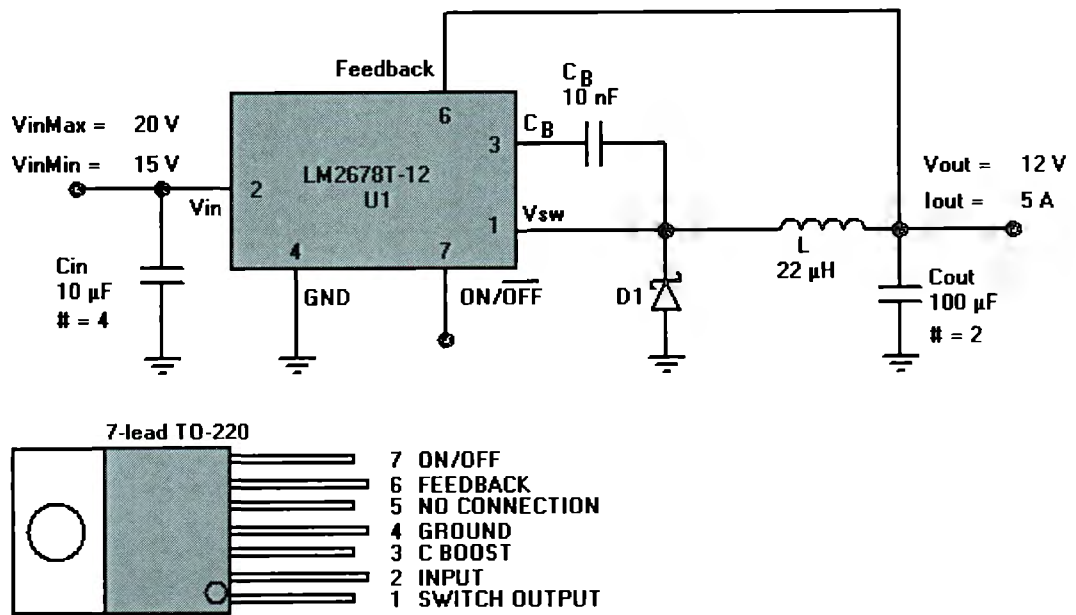 Feedback
C_B
10 nF
VinMax = 20 V
VinMin = 15 V
Vin
2
LM2678T-12
U1
6
3
C_B
1
Vsw
4
7
GND
ON/OFF
Cin
10 µF
# = 4
D1
L
22 µH
Vout = 12 V
Iout = 5 A
Cout
100 µF
# = 2
7-lead TO-220
7 ON/OFF
6 FEEDBACK
5 NO CONNECTION
4 GROUND
3 C BOOST
2 INPUT
1 SWITCH OUTPUT